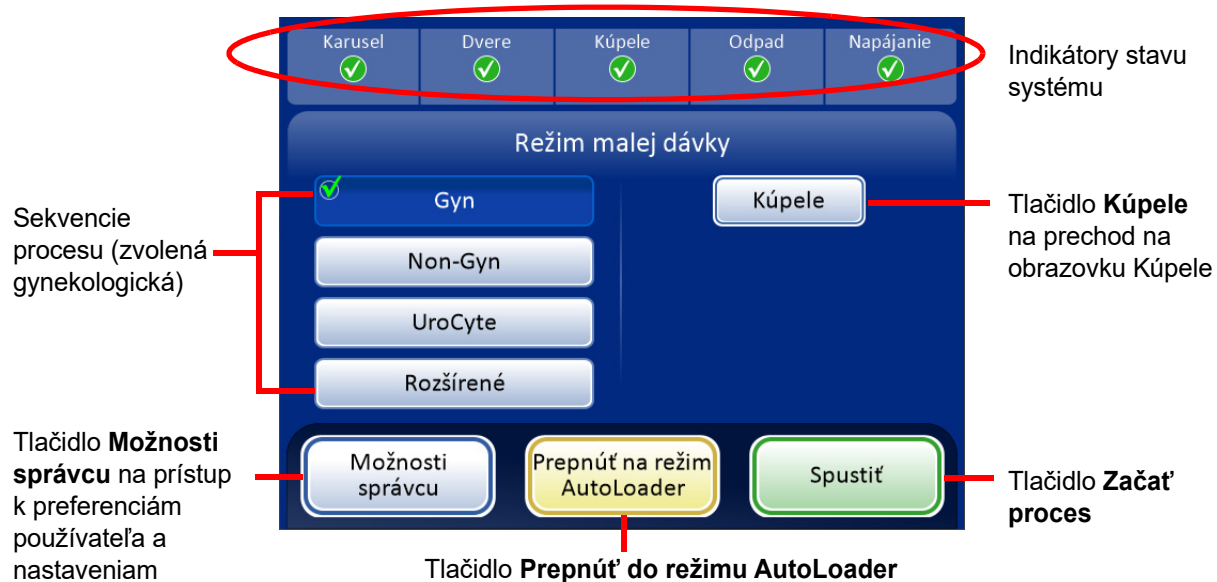 Karusel
Dvere
Kúpele
Odpad
Napájanie
Indikátory stavu
systému
Režim malej dávky
Sekvencie
procesu (zvolená
gynekologická)
Gyn
Non-Gyn
UroCyte
Rozšírené
Kúpele
Tlačidlo Kúpele
na prechod na
obrazovku Kúpele
Tlačidlo Možnosti
správcu na prístup
k preferenciám
používateľa a
nastaveniam
Možnosti
správcu
Prepnúť na režim
AutoLoader
Spustiť
Tlačidlo Začať
proces
Tlačidlo Prepnúť do režimu AutoLoader